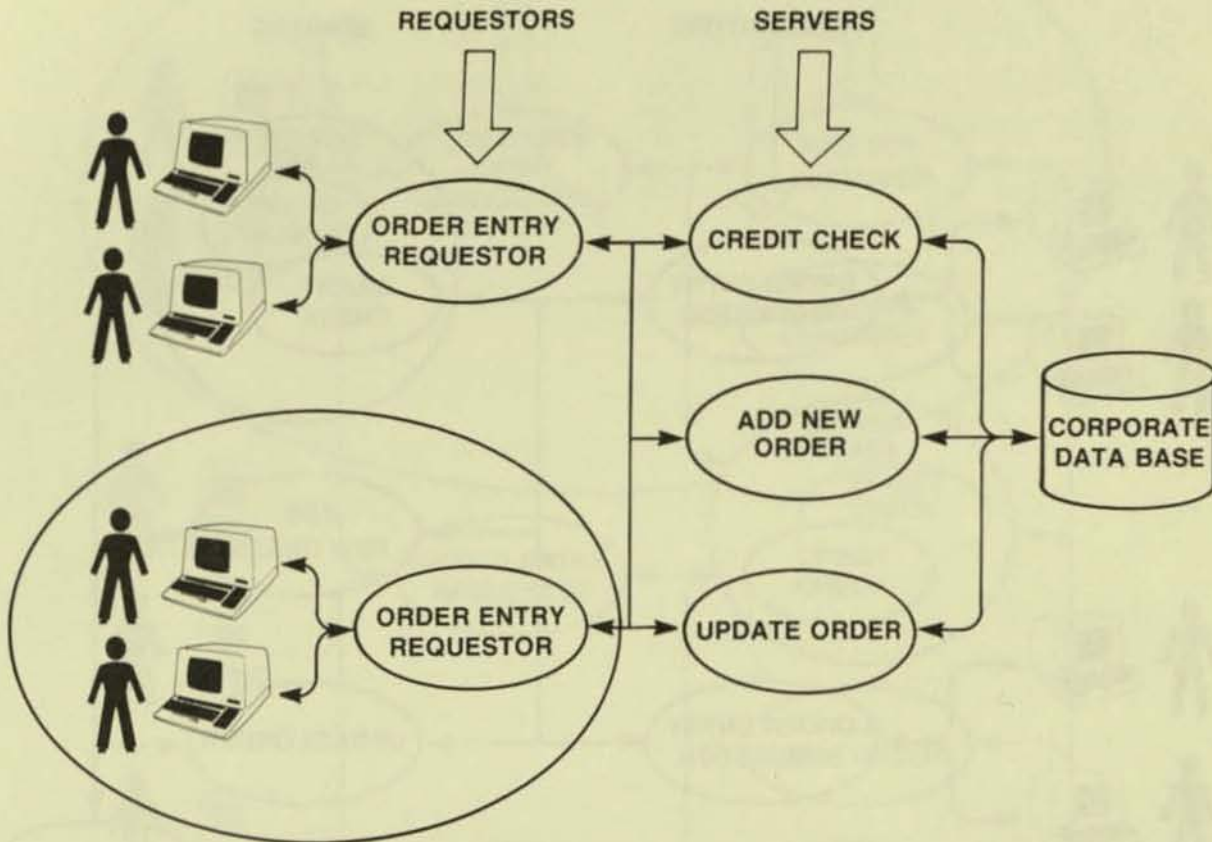 REQUESTORS
SERVERS
ORDER ENTRY
REQUESTOR
CREDIT CHECK
ADD NEW
ORDER
CORPORATE
DATA BASE
ORDER ENTRY
REQUESTOR
UPDATE ORDER